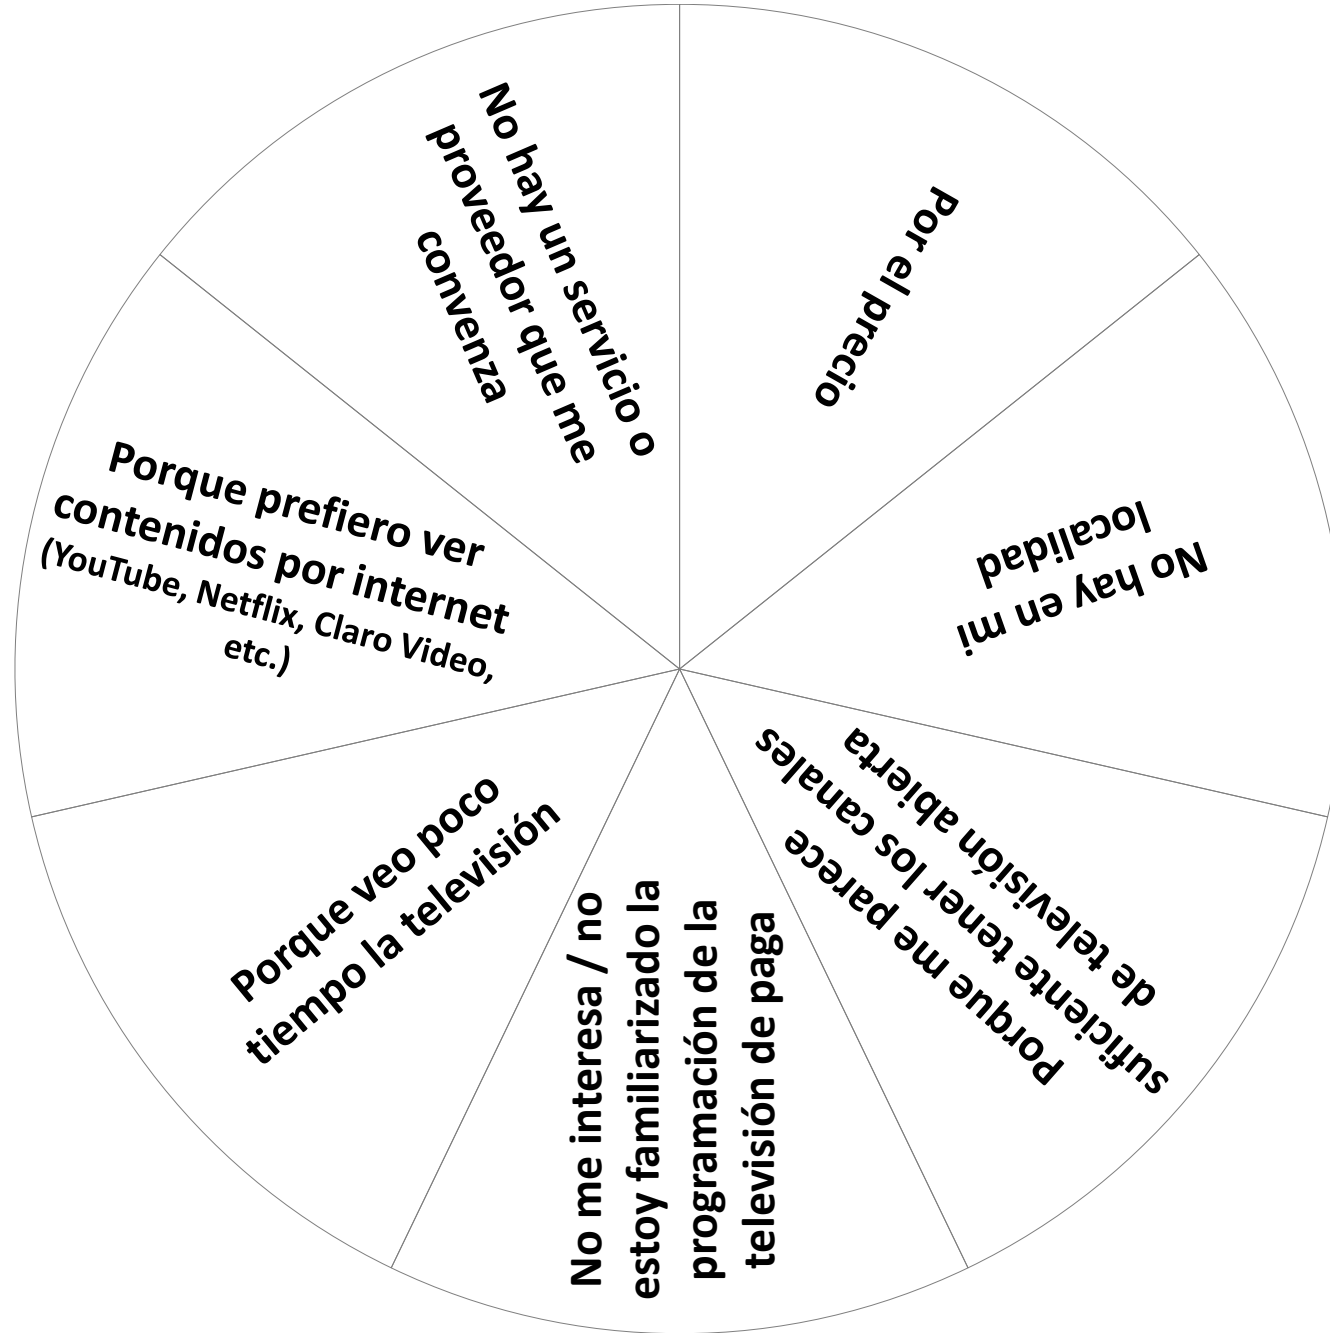 Por el precio
No hay en mi
localidad
Porque me parece
suficiente tener los canales
de televisión abierta
No me interesa / no
estoy familiarizado la
programación de la
televisión de paga
Porque veo poco
tiempo la televisión
Porque prefiero ver
contenidos por internet
(YouTube, Netflix, Claro Video,
etc.)
No hay un servicio o
proveedor que me
convenza